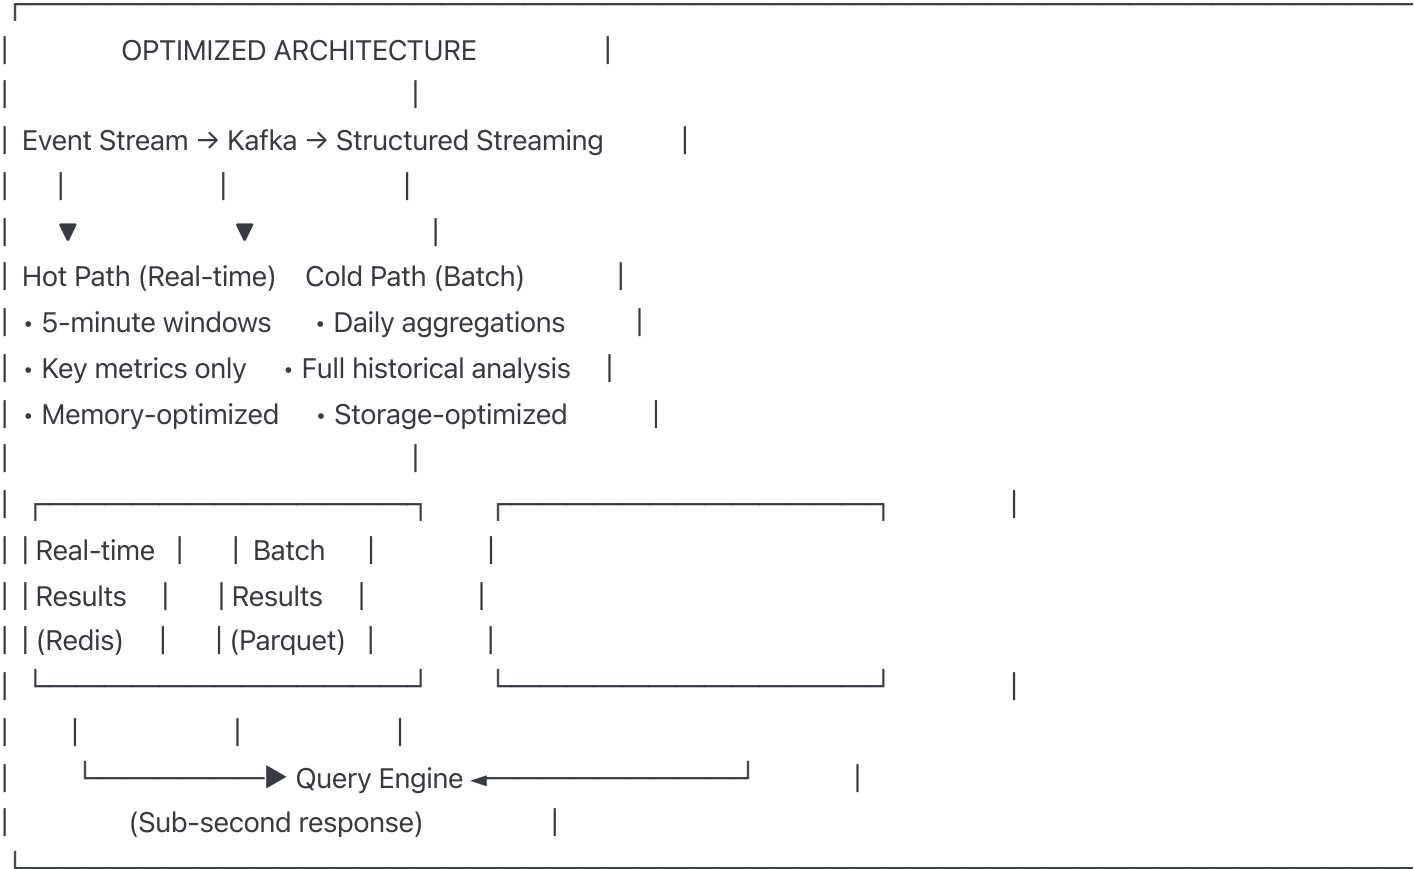 OPTIMIZED ARCHITECTURE
Event Stream → Kafka → Structured Streaming
Hot Path (Real-time) Cold Path (Batch)
• 5-minute windows • Daily aggregations
• Key metrics only • Full historical analysis
• Memory-optimized • Storage-optimized
Real-time Batch
Results Results
(Redis) (Parquet)
Query Engine
(Sub-second response)